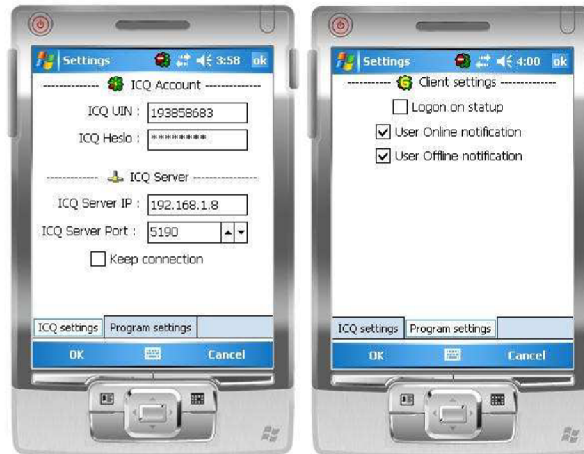 Settings 3:58 ok
ICQ Account
ICQ UIN : 193858683
ICQ Heslo : ********
ICQ Server
ICQ Server IP : 192.168.1.8
ICQ Server Port : 5190
Keep connection
ICQ settings Program settings
OK Cancel
Settings 4:00 ok
Client settings
Logon on statup
User Online notification
User Offline notification
ICQ settings Program settings
OK Cancel